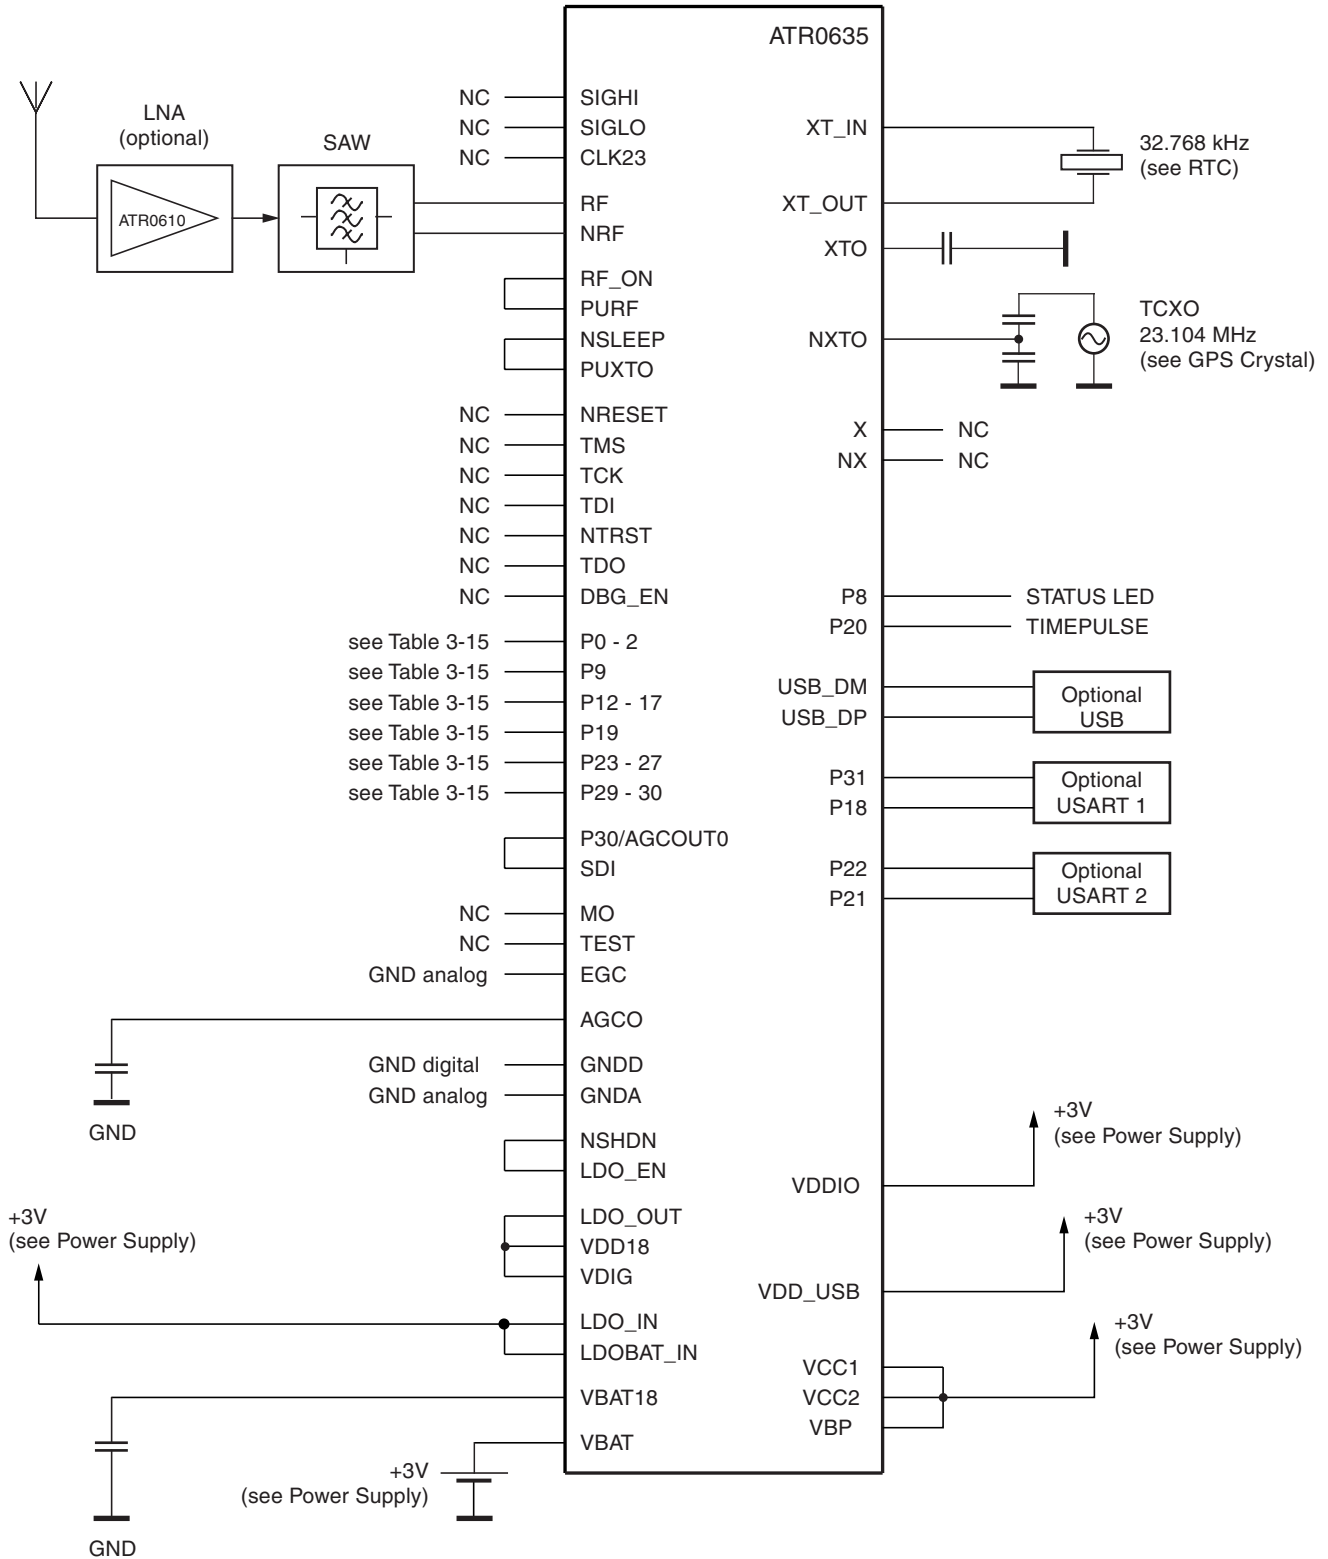 ATR0635
LNA
(optional)
ATR0610
SAW
NC SIGHI
NC SIGLO
NC CLK23
RF
NRF
RF_ON
PURF
NSLEEP
PUXTO
NC NRESET
NC TMS
NC TCK
NC TDI
NC NTRST
NC TDO
NC DBG_EN
see Table 3-15 P0 - 2
see Table 3-15 P9
see Table 3-15 P12 - 17
see Table 3-15 P19
see Table 3-15 P23 - 27
see Table 3-15 P29 - 30
P30/AGCOUT0
SDI
NC MO
NC TEST
GND analog EGC
AGCO
GND
GND digital GNDD
GND analog GNDA
NSHDN
LDO_EN
LDO_OUT
VDD18
VDIG
+3V
(see Power Supply)
LDO_IN
LDOBAT_IN
VBAT18
GND
VBAT
+3V
(see Power Supply)
XT_IN
XT_OUT
32.768 kHz
(see RTC)
XTO
NXTO
TCXO
23.104 MHz
(see GPS Crystal)
X NC
NX NC
P8 STATUS LED
P20 TIMEPULSE
USB_DM
USB_DP
Optional
USB
P31
P18
Optional
USART 1
P22
P21
Optional
USART 2
VDDIO
+3V
(see Power Supply)
VDD_USB
+3V
(see Power Supply)
VCC1
VCC2
VBP
+3V
(see Power Supply)